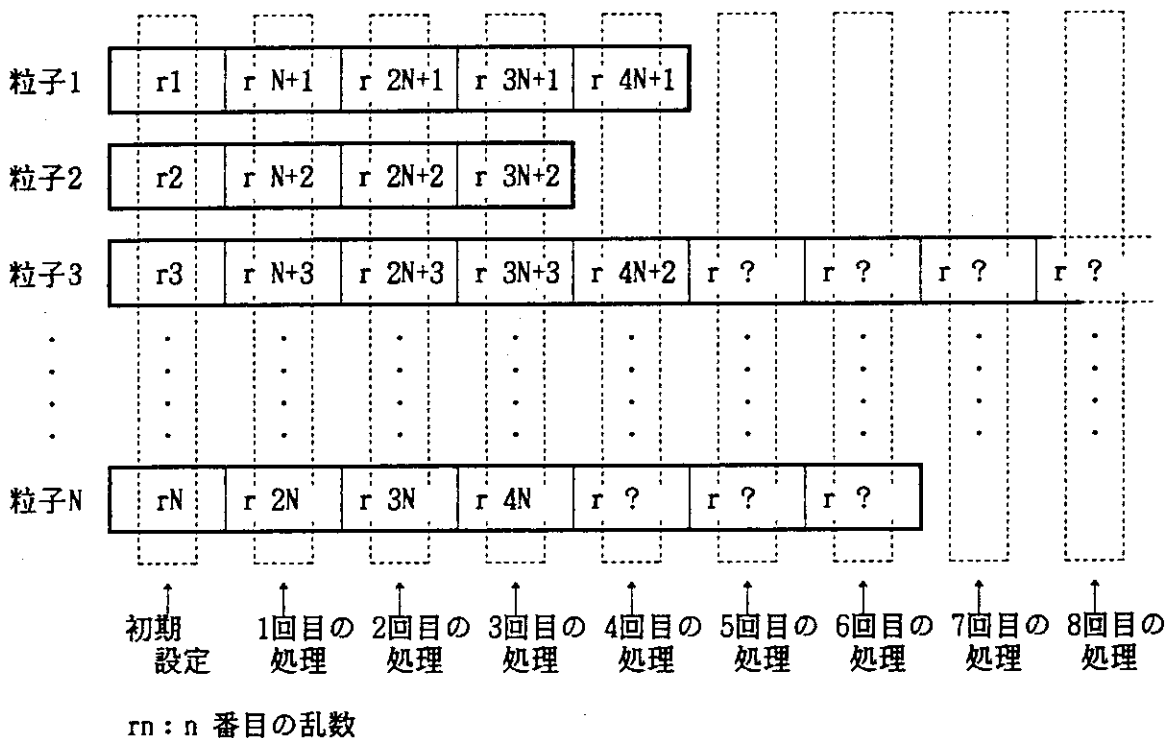 粒子1 r1 r N+1 r 2N+1 r 3N+1 r 4N+1
粒子2 r2 r N+2 r 2N+2 r 3N+2
粒子3 r3 r N+3 r 2N+3 r 3N+3 r 4N+2 r ? r ? r ? r ?
粒子N rN r 2N r 3N r 4N r ? r ? r ?
初期 1回目の 2回目の 3回目の 4回目の 5回目の 6回目の 7回目の 8回目の
設定 処理 処理 処理 処理 処理 処理 処理 処理
rn:n 番目の乱数